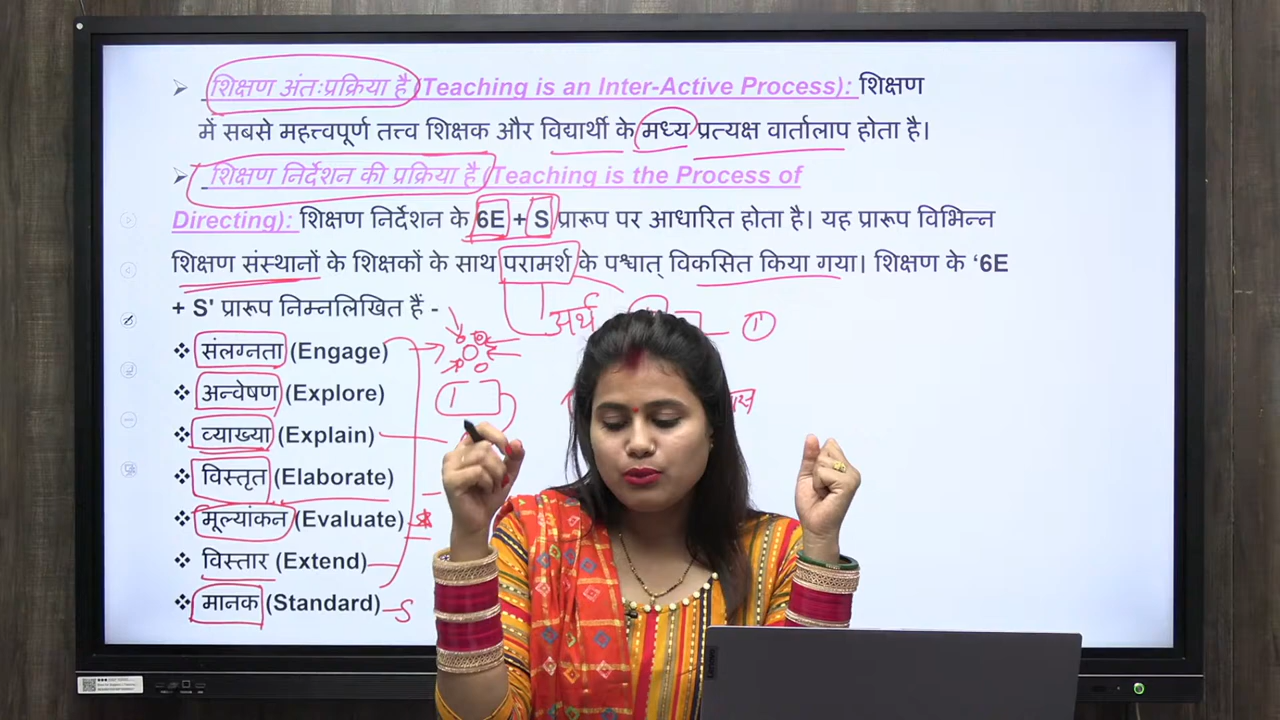 ➢ शिक्षण अंतःप्रक्रिया है (Teaching is an Inter-Active Process): शिक्षण
में सबसे महत्त्वपूर्ण तत्त्व शिक्षक और विद्यार्थी के मध्य प्रत्यक्ष वार्तालाप होता है।
➢ शिक्षण निर्देशन की प्रक्रिया है (Teaching is the Process of
Directing): शिक्षण निर्देशन के 6E + S प्रारूप पर आधारित होता है। यह प्रारूप विभिन्न
शिक्षण संस्थानों के शिक्षकों के साथ परामर्श के पश्चात् विकसित किया गया। शिक्षण के ‘6E
+ S' प्रारूप निम्नलिखित हैं -
अर्थ
❖ संलग्नता (Engage)
❖ अन्वेषण (Explore)
❖ व्याख्या (Explain)
❖ विस्तृत (Elaborate)
❖ मूल्यांकन (Evaluate)
❖ विस्तार (Extend)
❖ मानक (Standard) S